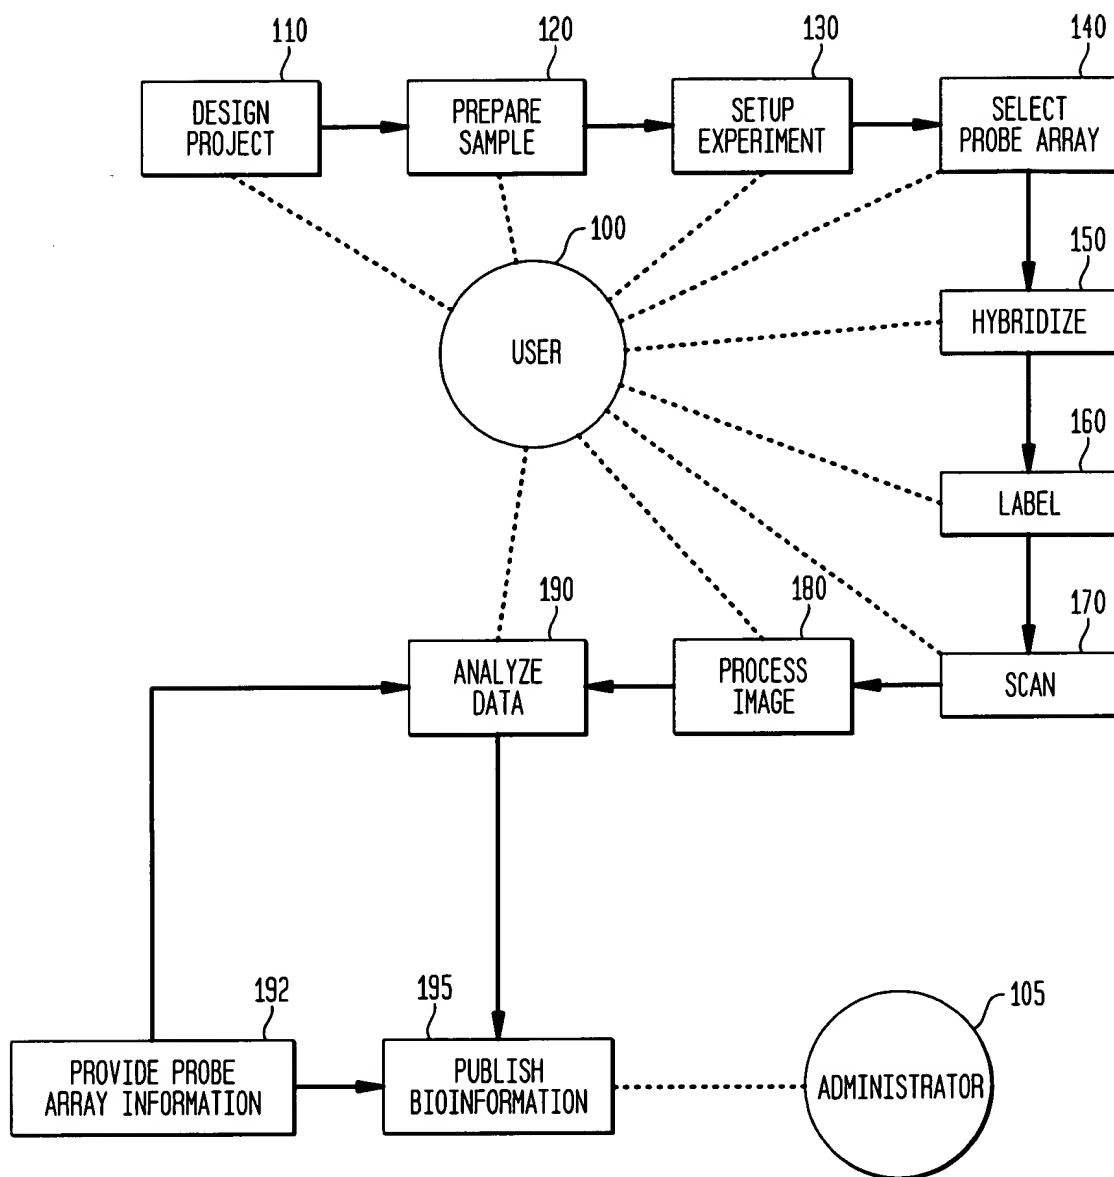 110
120
130
140
DESIGN
PROJECT
PREPARE
SAMPLE
SETUP
EXPERIMENT
SELECT
PROBE ARRAY
100
150
USER
HYBRIDIZE
160
LABEL
190
180
170
ANALYZE
DATA
PROCESS
IMAGE
SCAN
192
195
105
PROVIDE PROBE
ARRAY INFORMATION
PUBLISH
BIOINFORMATION
ADMINISTRATOR